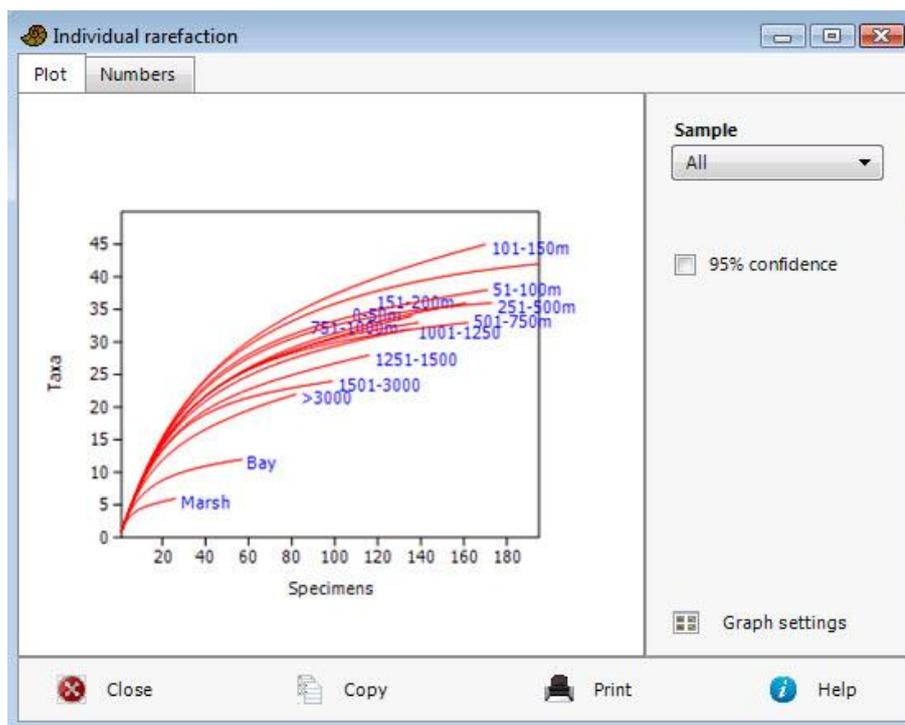 Individual rarefaction
Plot Numbers
Sample
All
95% confidence
45
40
35
30
25
20
15
10
5
0
Taxa
101-150m
51-100m
151-200m
251-500m
0-50m
501-750m
751-1000m
1001-1250
1251-1500
1501-3000
>3000
Bay
Marsh
20 40 60 80 100 120 140 160 180
Specimens
Graph settings
Close Copy Print Help